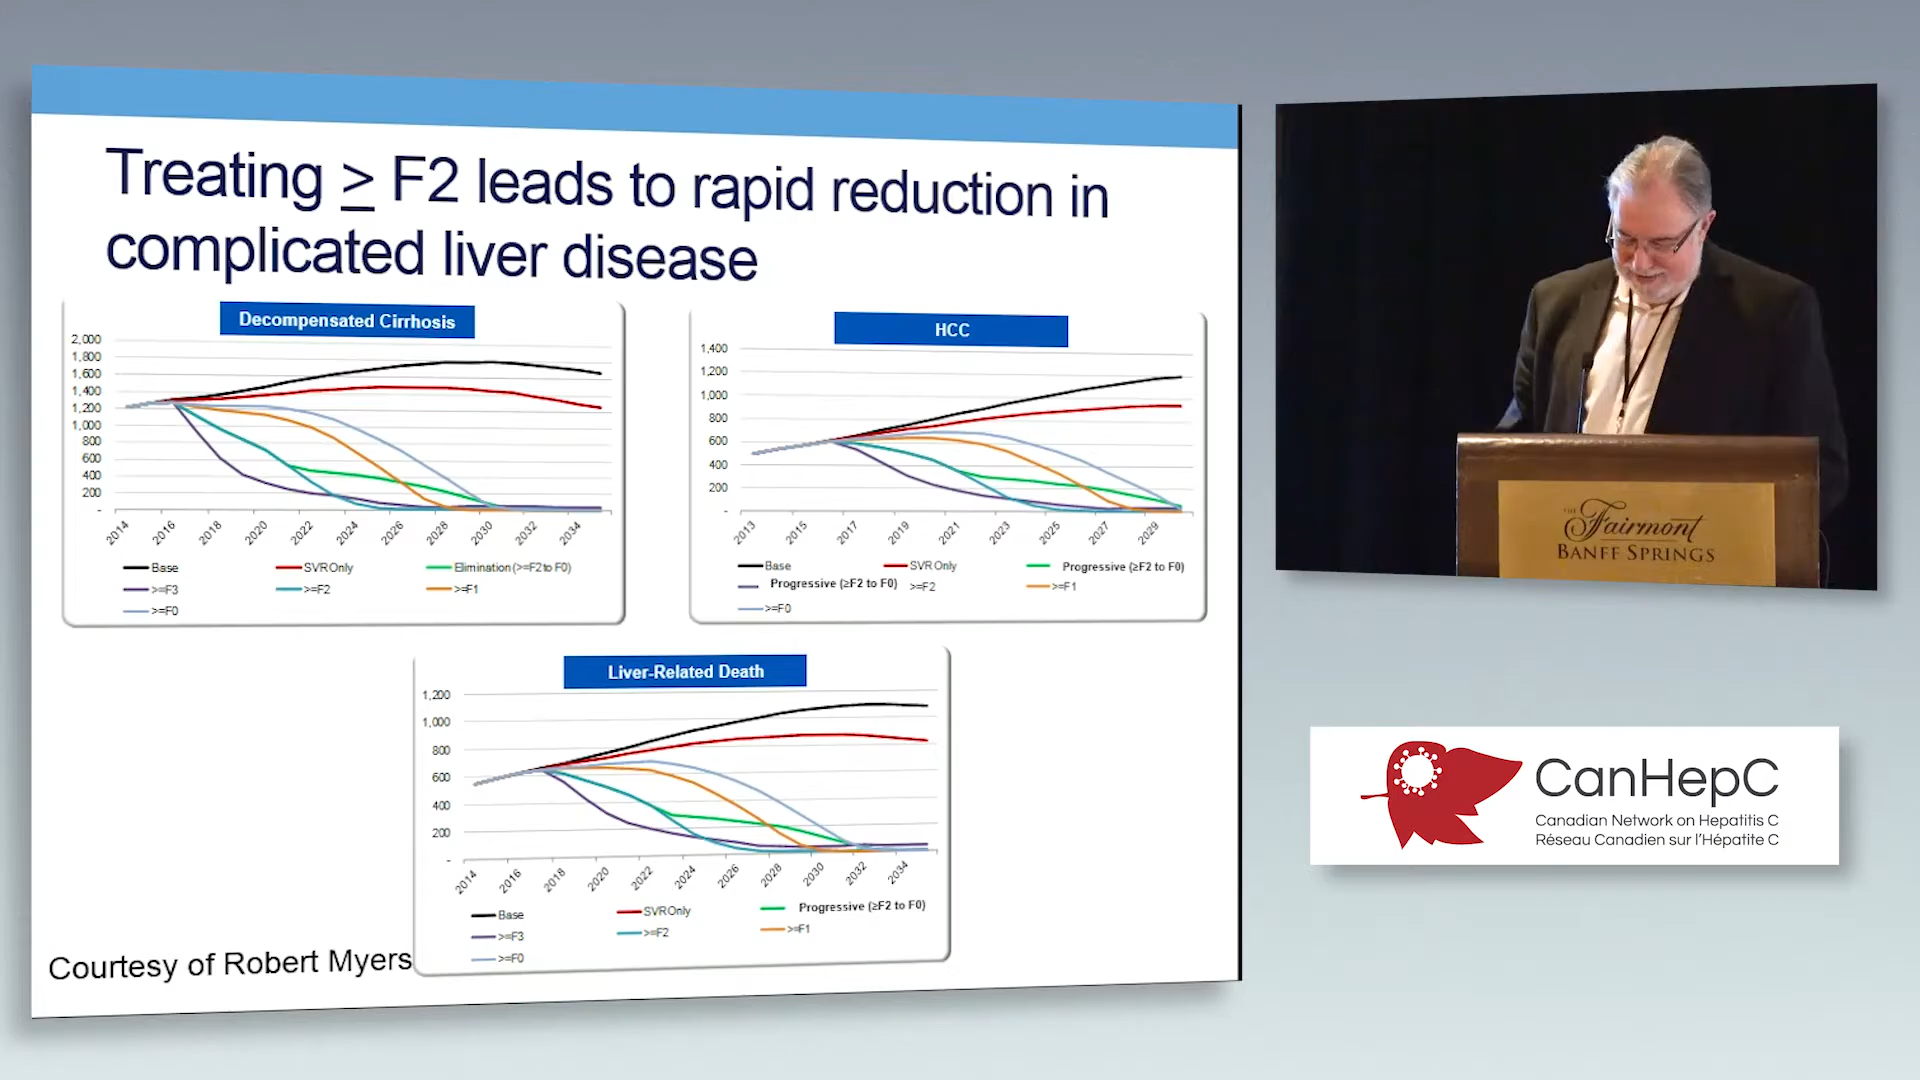 Treating ≥ F2 leads to rapid reduction in
complicated liver disease
Decompensated Cirrhosis
2,000
1,800
1,600
1,400
1,200
1,000
800
600
400
200
-
2014 2016 2018 2020 2022 2024 2026 2028 2030 2032 2034
Base SVR Only Elimination (>=F2 to F0)
>=F3 >=F2 >=F1
>=F0
HCC
1,400
1,200
1,000
800
600
400
200
-
2013 2015 2017 2019 2021 2023 2025 2027 2029
Base SVR Only Progressive (≥F2 to F0)
Progressive (≥F2 to F0) >=F2 >=F1
>=F0
Liver-Related Death
1,200
1,000
800
600
400
200
-
2014 2016 2018 2020 2022 2024 2026 2028 2030 2032 2034
Base SVR Only Progressive (≥F2 to F0)
>=F3 >=F2 >=F1
>=F0
Courtesy of Robert Myers
THE
Fairmont
BANFF SPRINGS
CanHepC
Canadian Network on Hepatitis C
Réseau Canadien sur l'Hépatite C